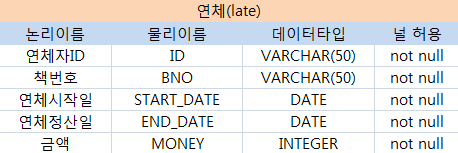 연체(late)
논리이름 물리이름 데이터타입 널 허용
연체자ID ID VARCHAR(50) not null
책번호 BNO VARCHAR(50) not null
연체시작일 START_DATE DATE not null
연체정산일 END_DATE DATE not null
금액 MONEY INTEGER not null